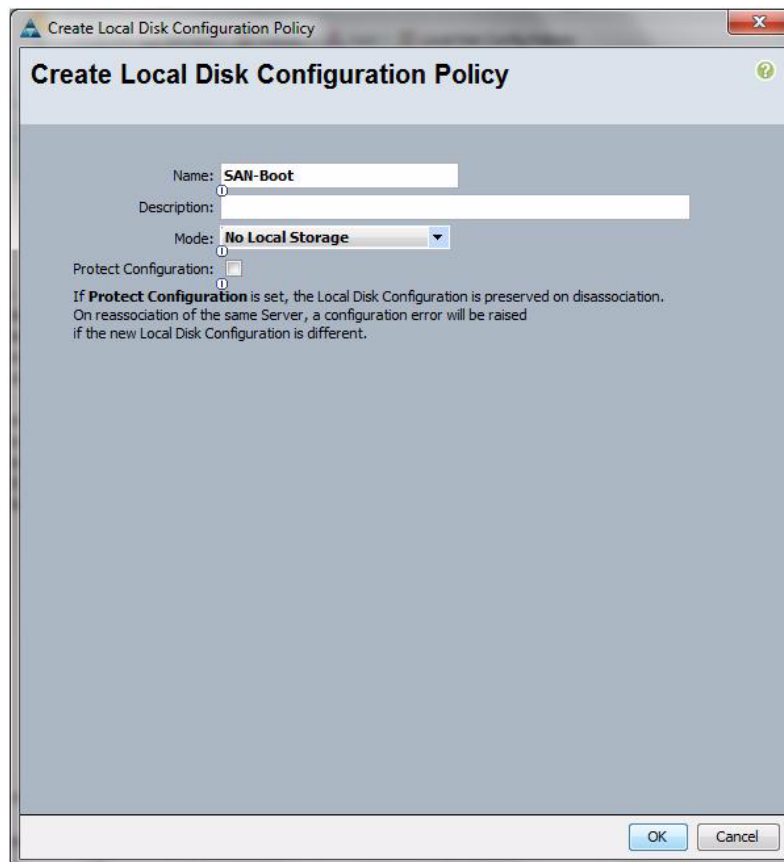 Create Local Disk Configuration Policy
Create Local Disk Configuration Policy
Name: SAN-Boot
Description:
Mode: No Local Storage
Protect Configuration:
If Protect Configuration is set, the Local Disk Configuration is preserved on disassociation.
On reassociation of the same Server, a configuration error will be raised
if the new Local Disk Configuration is different.
OK Cancel